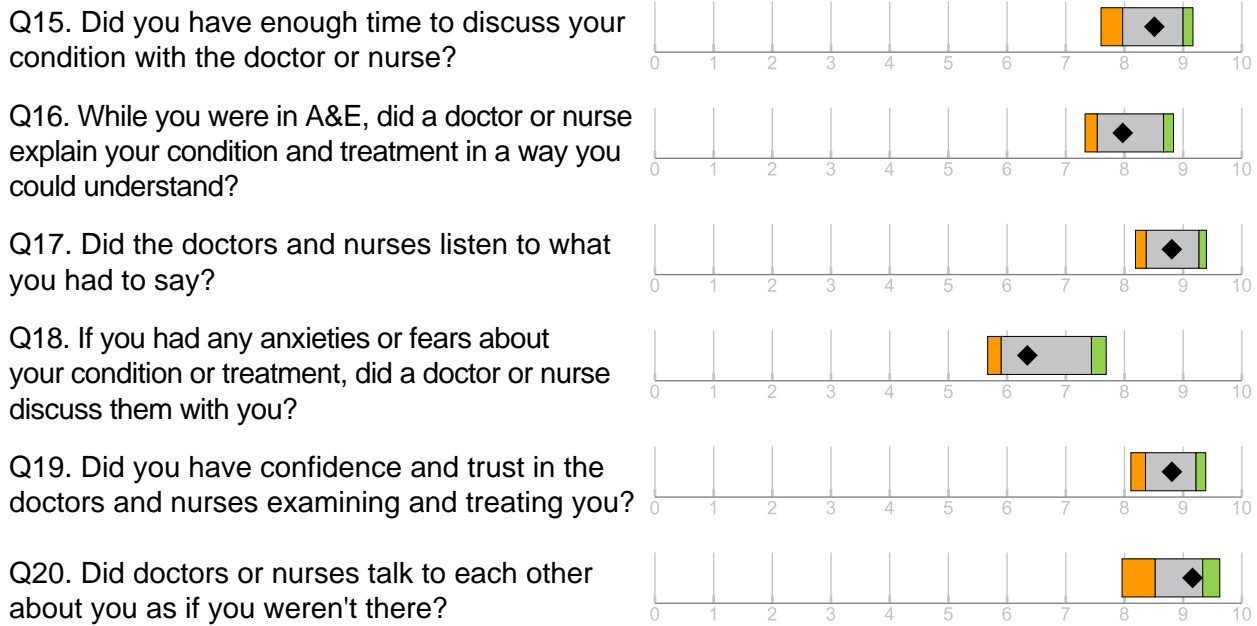 Q15. Did you have enough time to discuss your
condition with the doctor or nurse?
0 1 2 3 4 5 6 7 8 9 10
Q16. While you were in A&E, did a doctor or nurse
explain your condition and treatment in a way you
could understand?
0 1 2 3 4 5 6 7 8 9 10
Q17. Did the doctors and nurses listen to what
you had to say?
0 1 2 3 4 5 6 7 8 9 10
Q18. If you had any anxieties or fears about
your condition or treatment, did a doctor or nurse
discuss them with you?
0 1 2 3 4 5 6 7 8 9 10
Q19. Did you have confidence and trust in the
doctors and nurses examining and treating you?
0 1 2 3 4 5 6 7 8 9 10
Q20. Did doctors or nurses talk to each other
about you as if you weren't there?
0 1 2 3 4 5 6 7 8 9 10